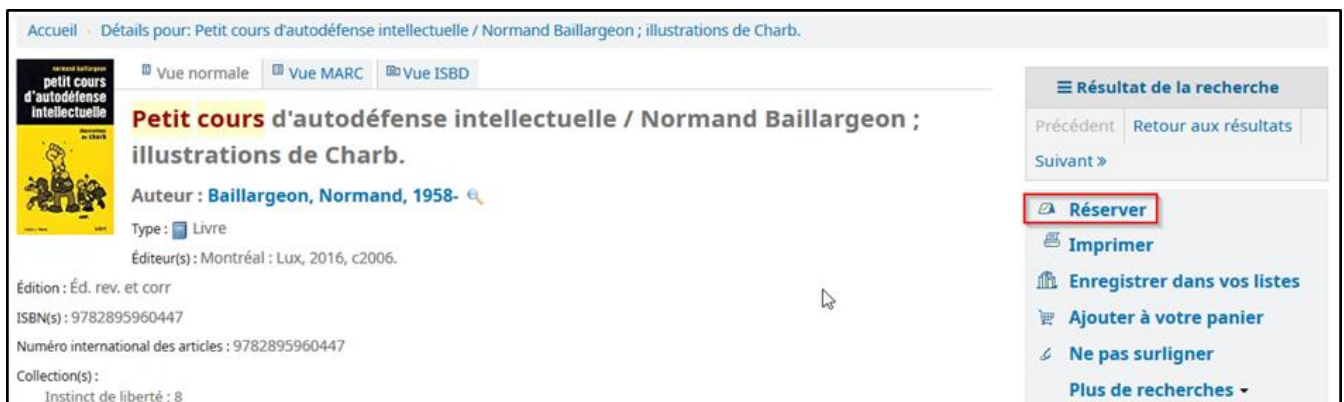 Accueil Détails pour: Petit cours d'autodéfense intellectuelle / Normand Baillargeon ; illustrations de Charb.
normand baillargeon
petit cours
d'autodéfense
intellectuelle
illustrations
de charb
Vue normale Vue MARC Vue ISBD
Petit cours d'autodéfense intellectuelle / Normand Baillargeon ;
illustrations de Charb.
Auteur : Baillargeon, Normand, 1958-
Type : Livre
Éditeur(s) : Montréal : Lux, 2016, c2006.
Édition : Éd. rev. et corr
ISBN(s) : 9782895960447
Numéro international des articles : 9782895960447
Collection(s) :
Instinct de liberté ; 8
Résultat de la recherche
Précédent Retour aux résultats
Suivant »
Réserver
Imprimer
Enregistrer dans vos listes
Ajouter à votre panier
Ne pas surligner
Plus de recherches